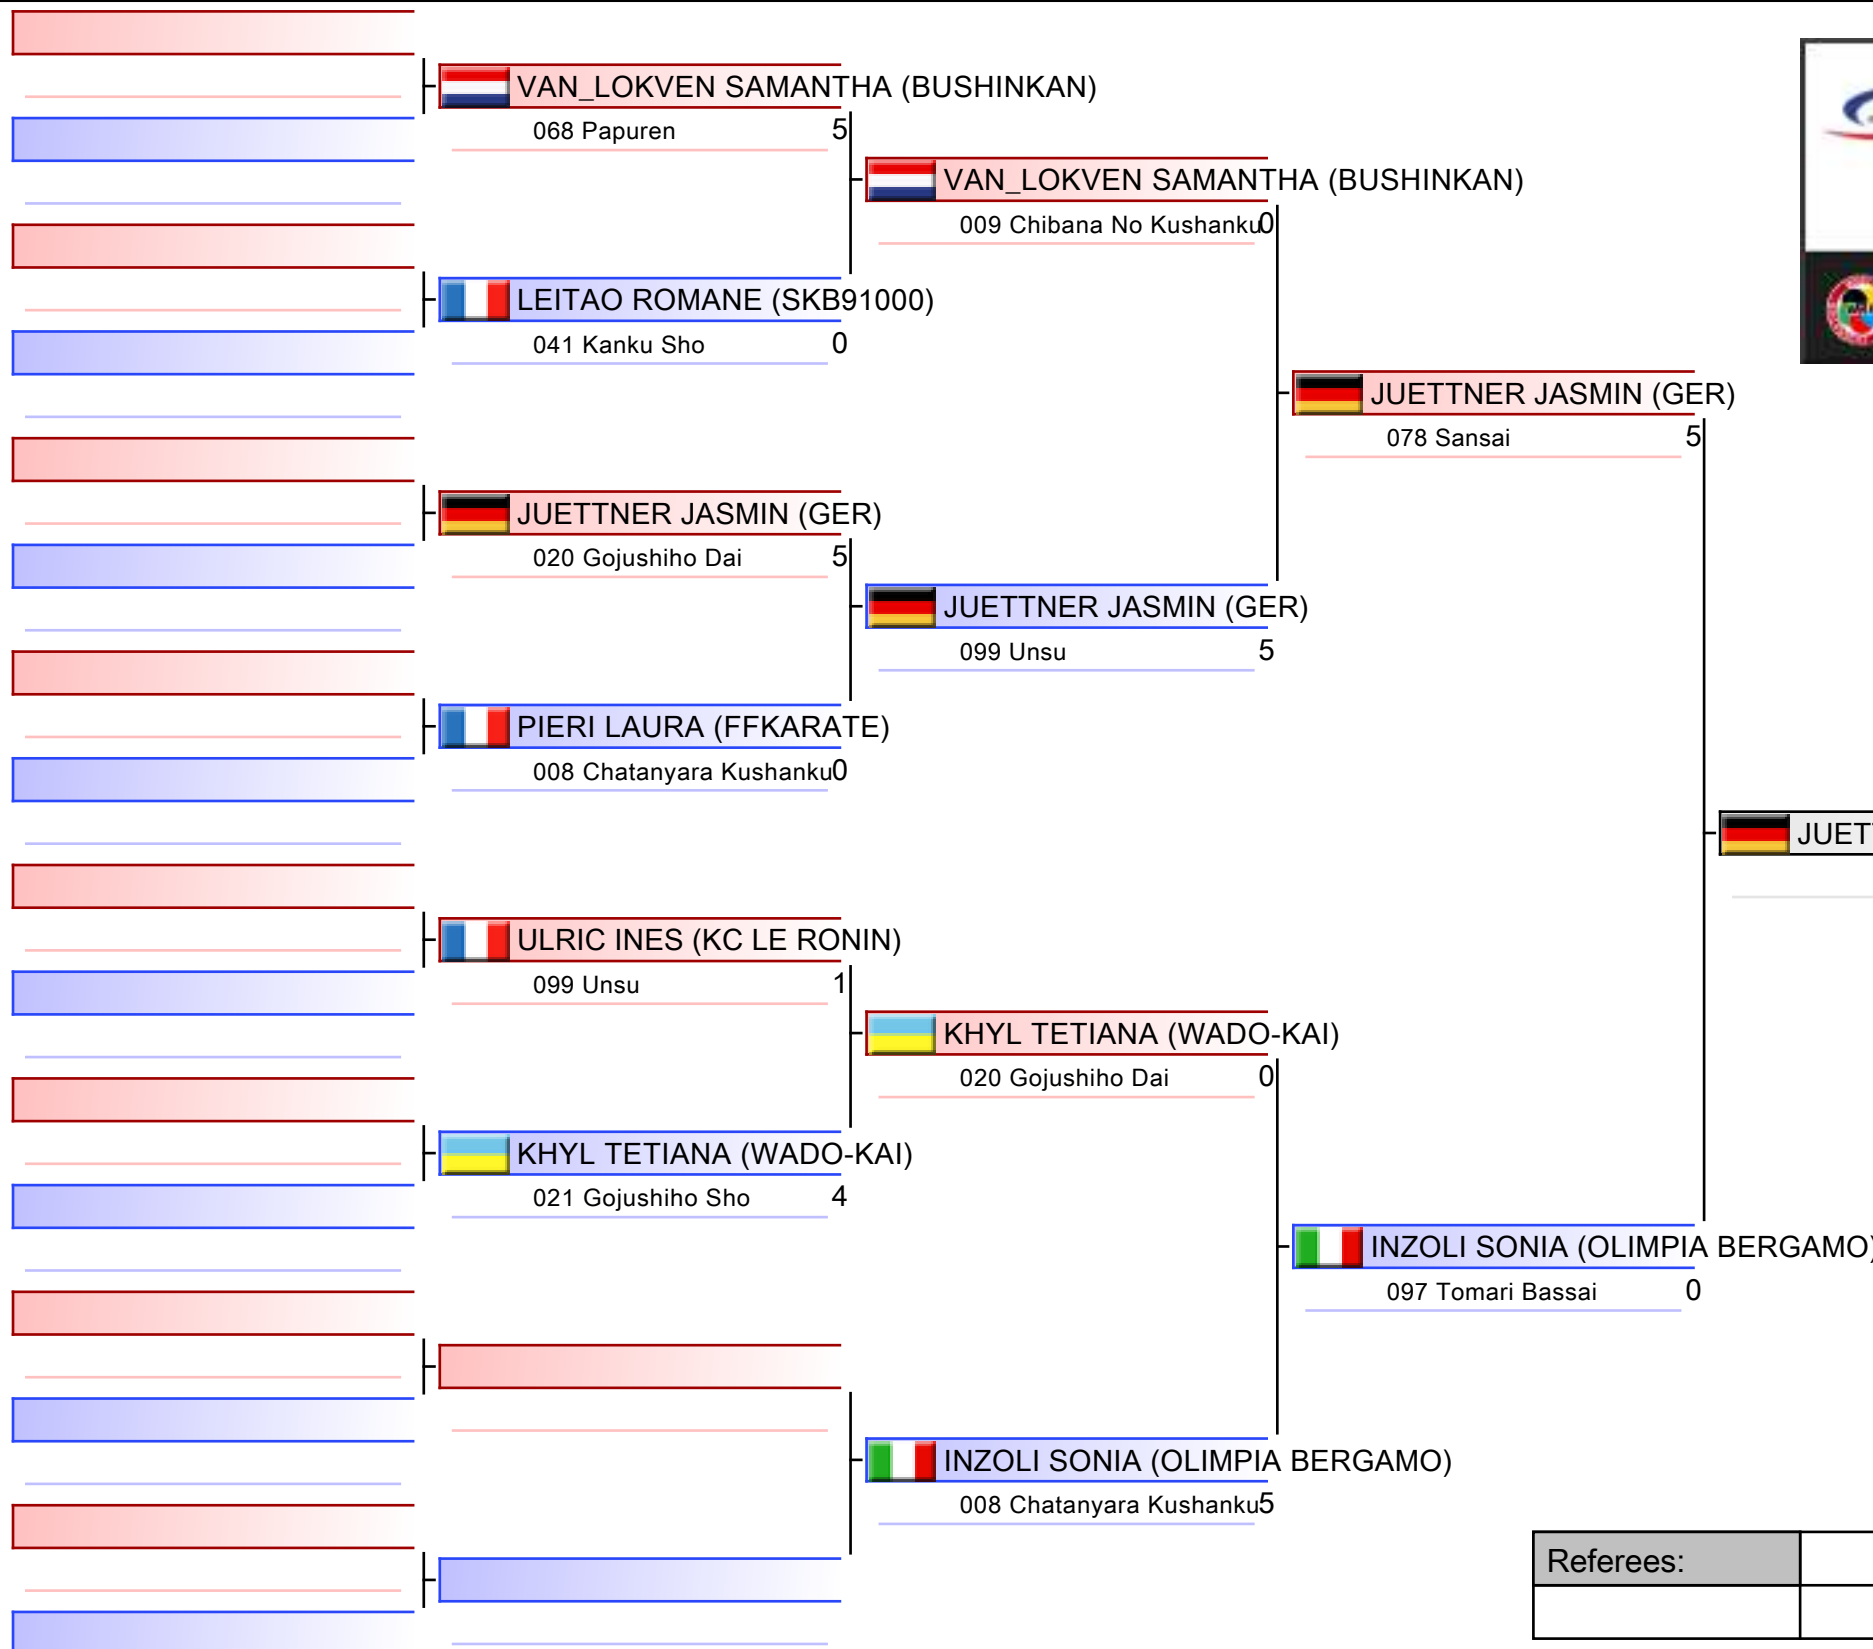 VAN_LOKVEN SAMANTHA (BUSHINKAN)
068 Papuren 5
LEITAO ROMANE (SKB91000)
041 Kanku Sho 0
JUETTNER JASMIN (GER)
020 Gojushiho Dai 5
PIERI LAURA (FFKARATE)
008 Chatanyara Kushanku 0
ULRIC INES (KC LE RONIN)
099 Unsu 1
KHYL TETIANA (WADO-KAI)
021 Gojushiho Sho 4
VAN_LOKVEN SAMANTHA (BUSHINKAN)
009 Chibana No Kushanku 0
JUETTNER JASMIN (GER)
099 Unsu 5
KHYL TETIANA (WADO-KAI)
020 Gojushiho Dai 0
INZOLI SONIA (OLIMPIA BERGAMO)
008 Chatanyara Kushanku 5
JUETTNER JASMIN (GER)
078 Sansai 5
INZOLI SONIA (OLIMPIA BERGAMO)
097 Tomari Bassai 0
Referees: